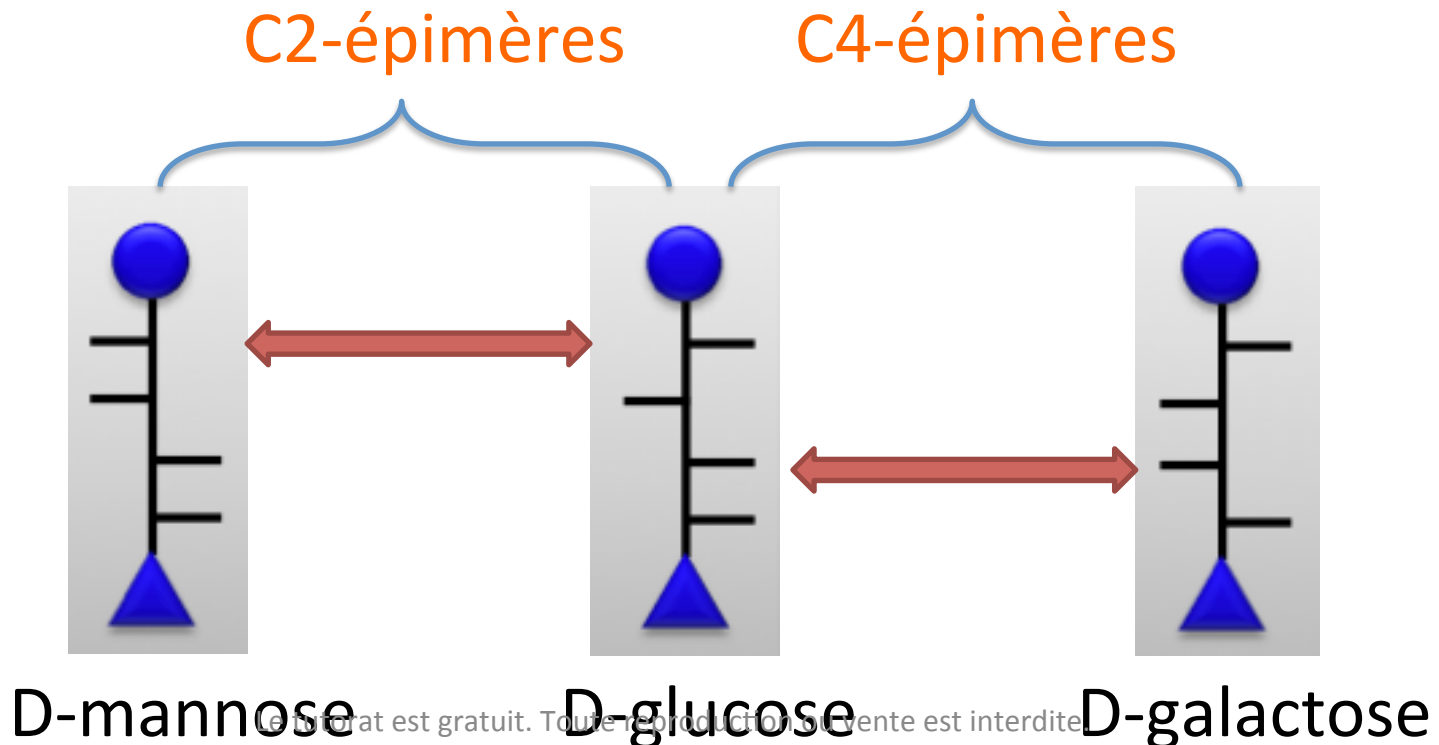 C2-épimères C4-épimères
D-mannose D-glucose D-galactose
Le tutorat est gratuit. Toute reproduction ou vente est interdite.